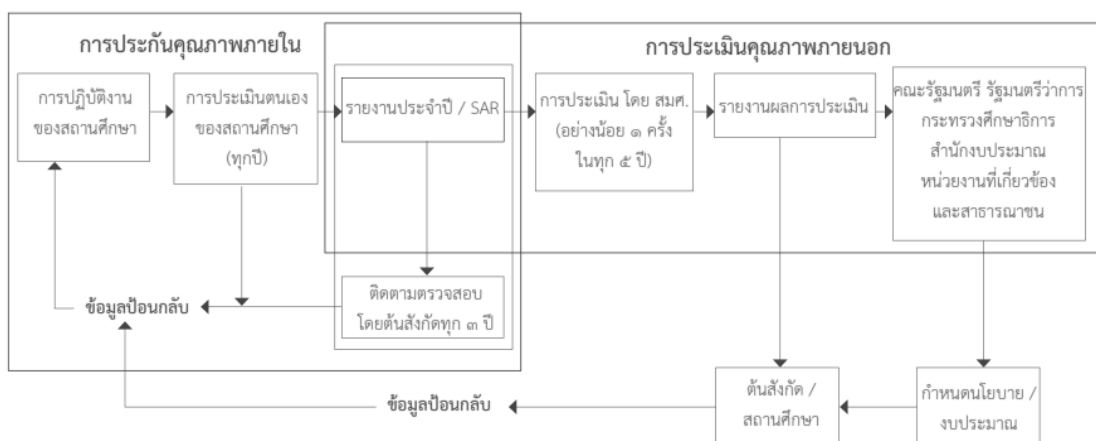 การประกันคุณภาพภายใน
การประเมินคุณภาพภายนอก
การปฏิบัติงาน
ของสถานศึกษา
การประเมินตนเอง
ของสถานศึกษา
(ทุกปี)
รายงานประจำปี / SAR
การประเมิน โดย สมศ.
(อย่างน้อย ๑ ครั้ง
ในทุก ๕ ปี)
รายงานผลการประเมิน
คณะรัฐมนตรี รัฐมนตรีว่าการ
กระทรวงศึกษาธิการ
สำนักงบประมาณ
หน่วยงานที่เกี่ยวข้อง
และสาธารณาชน
ข้อมูลป้อนกลับ
ติดตามตรวจสอบ
โดยต้นสังกัดทุก ๓ ปี
ข้อมูลป้อนกลับ
ต้นสังกัด /
สถานศึกษา
กำหนดนโยบาย /
งบประมาณ